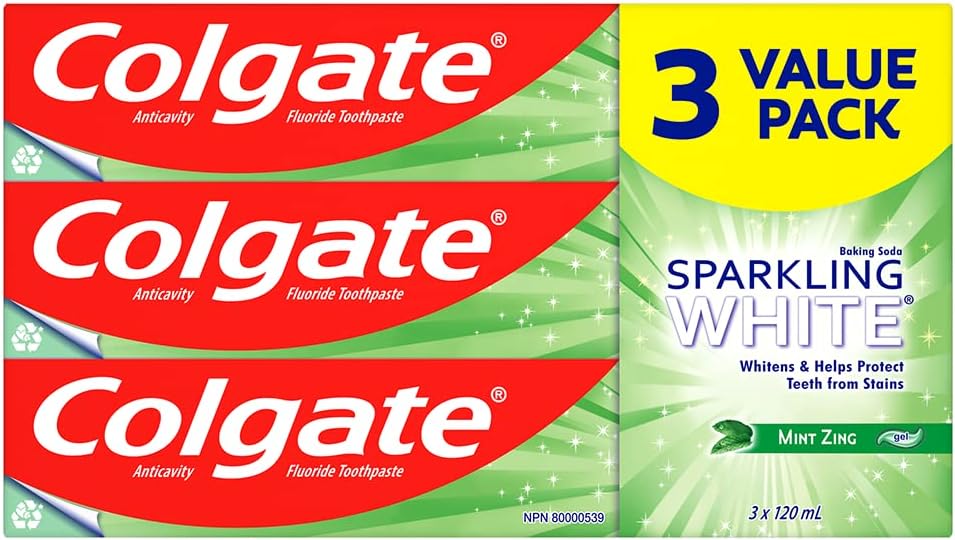 Colgate®
Anticavity Fluoride Toothpaste
Colgate®
Anticavity Fluoride Toothpaste
Colgate®
Anticavity Fluoride Toothpaste
NPN 80000539
3 VALUE
PACK
Baking Soda
SPARKLING
WHITE®
Whitens & Helps Protect
Teeth from Stains
MINT ZING gel
3 x 120 mL